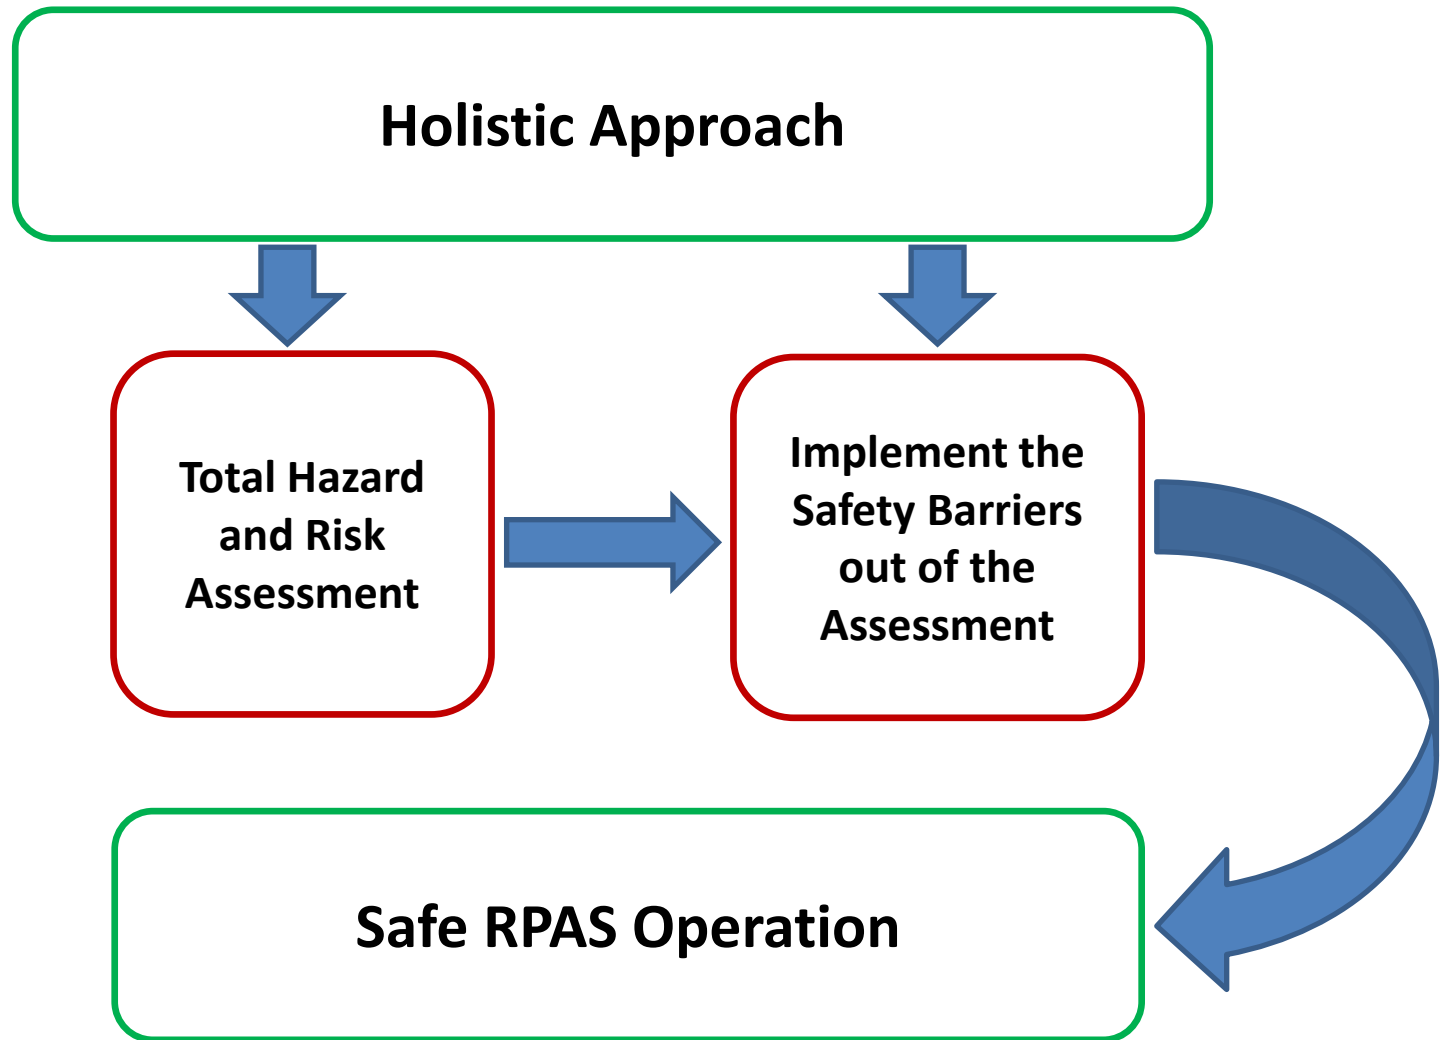 Holistic Approach
Total Hazard
and Risk
Assessment
Implement the
Safety Barriers
out of the
Assessment
Safe RPAS Operation